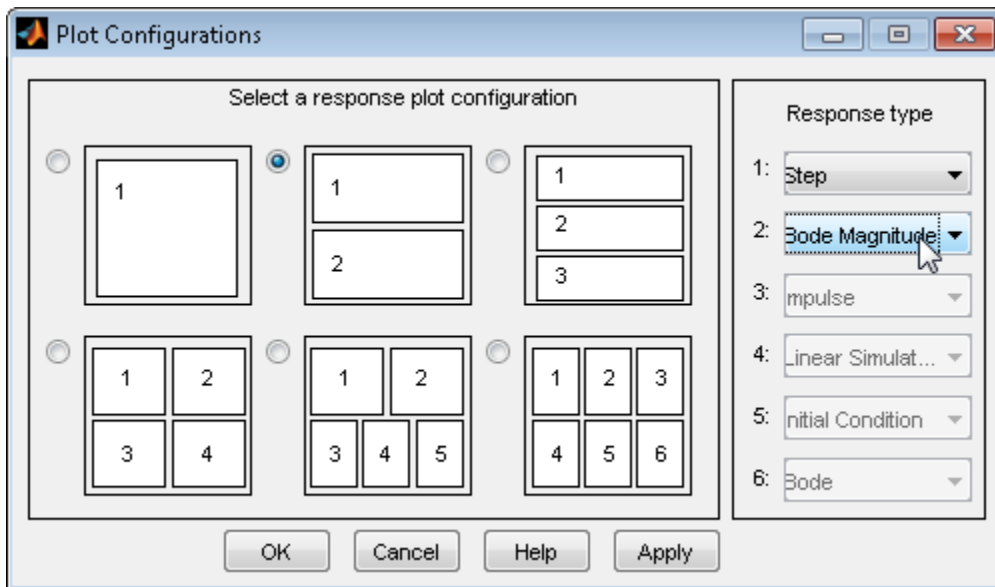 Plot Configurations
Select a response plot configuration
1
1
2
1
2
3
1 2
3 4
1 2
3 4 5
1 2 3
4 5 6
Response type
1: Step
2: Bode Magnitude
3: mpulse
4: Linear Simulat...
5: nitial Condition
6: Bode
OK Cancel Help Apply